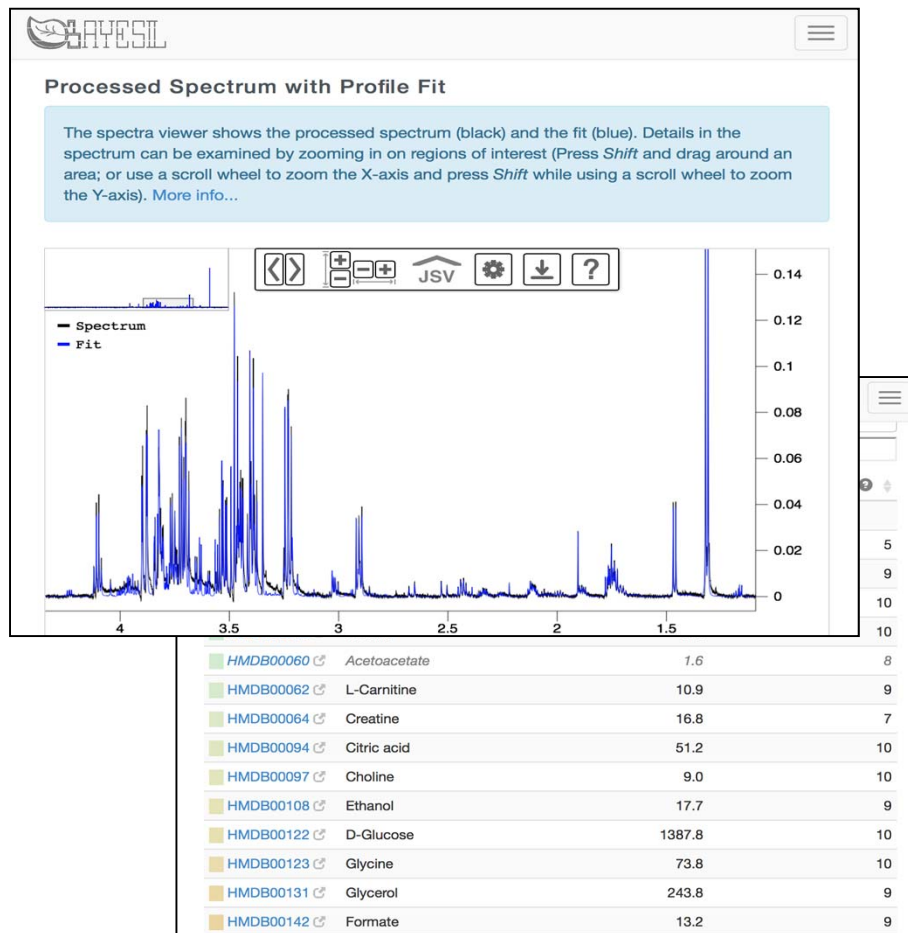 BAYESIL
Processed Spectrum with Profile Fit
The spectra viewer shows the processed spectrum (black) and the fit (blue). Details in the
spectrum can be examined by zooming in on regions of interest (Press Shift and drag around an
area; or use a scroll wheel to zoom the X-axis and press Shift while using a scroll wheel to zoom
the Y-axis). More info...
JSV ?
Spectrum
Fit
0.14
0.12
0.1
0.08
0.06
0.04
0.02
0
4 3.5 3 2.5 2 1.5
?
5
9
10
10
HMDB00060 Acetoacetate 1.6 8
HMDB00062 L-Carnitine 10.9 9
HMDB00064 Creatine 16.8 7
HMDB00094 Citric acid 51.2 10
HMDB00097 Choline 9.0 10
HMDB00108 Ethanol 17.7 9
HMDB00122 D-Glucose 1387.8 10
HMDB00123 Glycine 73.8 10
HMDB00131 Glycerol 243.8 9
HMDB00142 Formate 13.2 9